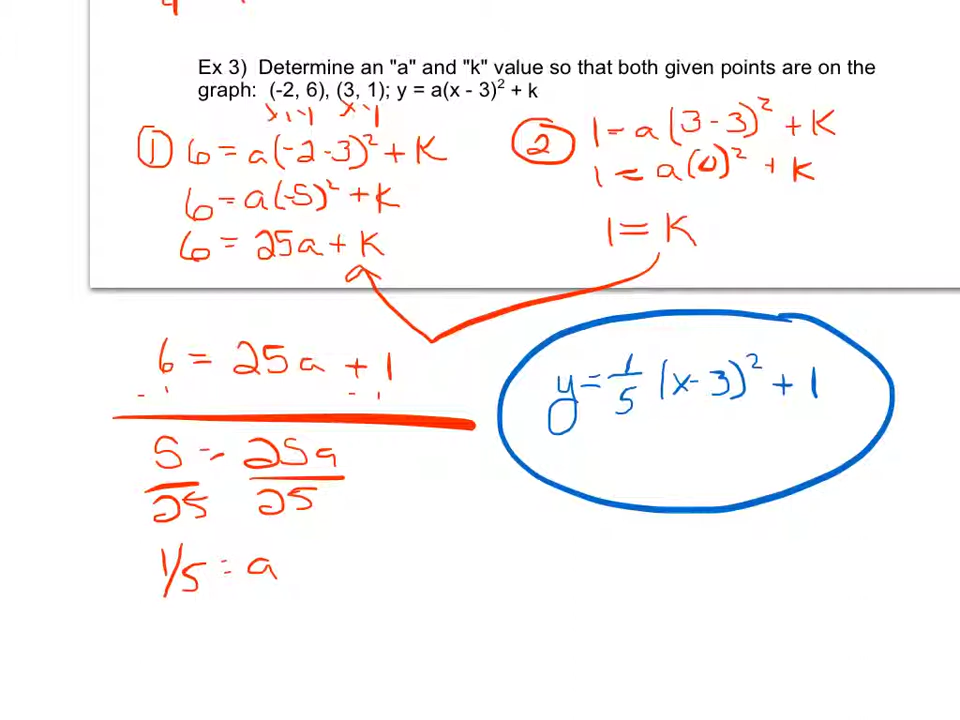 Ex 3) Determine an "a" and "k" value so that both given points are on the
graph: (-2, 6), (3, 1); y = a(x - 3)² + k
x, y x y
① 6 = a(-2-3)² + K
6 = a(-5)² + K
6 = 25a + K
② 1 = a(3-3)² + K
1 = a(0)² + K
1 = K
6 = 25a + 1
-1 -1
5 = 25a
25 25
1/5 = a
y = 1/5 (x-3)² + 1